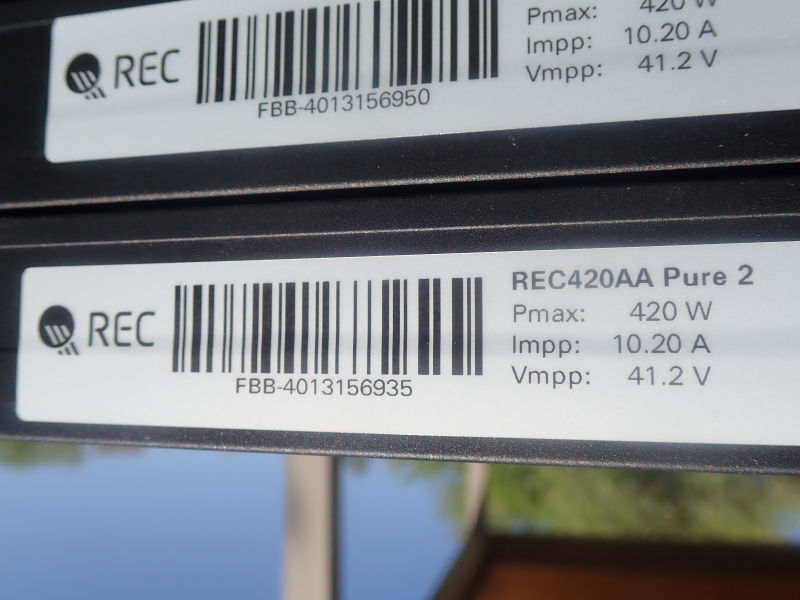 REC
FBB-4013156950
Pmax: 420 W
Impp: 10.20 A
Vmpp: 41.2 V
REC
FBB-4013156935
REC420AA Pure 2
Pmax: 420 W
Impp: 10.20 A
Vmpp: 41.2 V